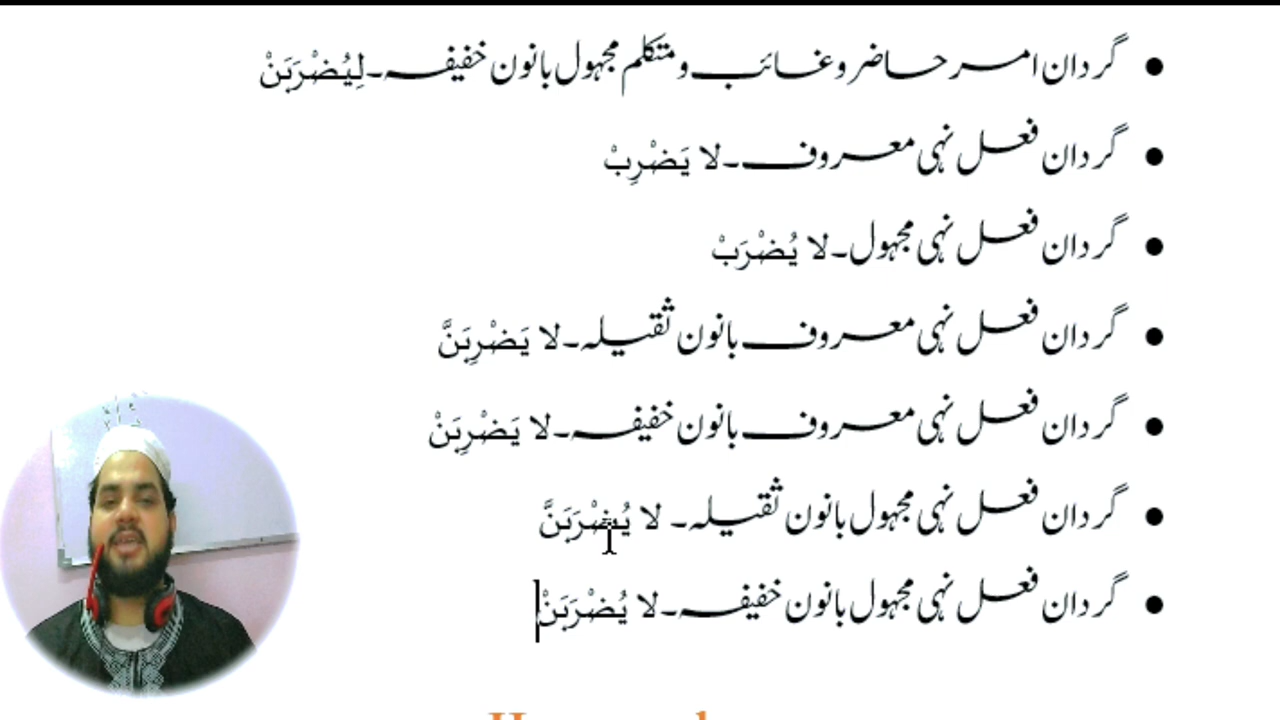 • گردان امر حاضر و غائب و متکلم مجہول بانون خفیفہ۔لِيُضْرَبَنْ
• گردان فعل نہی معروف۔لا يَضْرِبْ
• گردان فعل نہی مجہول۔لا يُضْرَبْ
• گردان فعل نہی معروف بانون ثقیلہ۔لا يَضْرِبَنَّ
• گردان فعل نہی معروف بانون خفیفہ۔لا يَضْرِبَنْ
• گردان فعل نہی مجہول بانون ثقیلہ۔ لا يُضْرَبَنَّ
• گردان فعل نہی مجہول بانون خفیفہ۔لا يُضْرَبَنْ